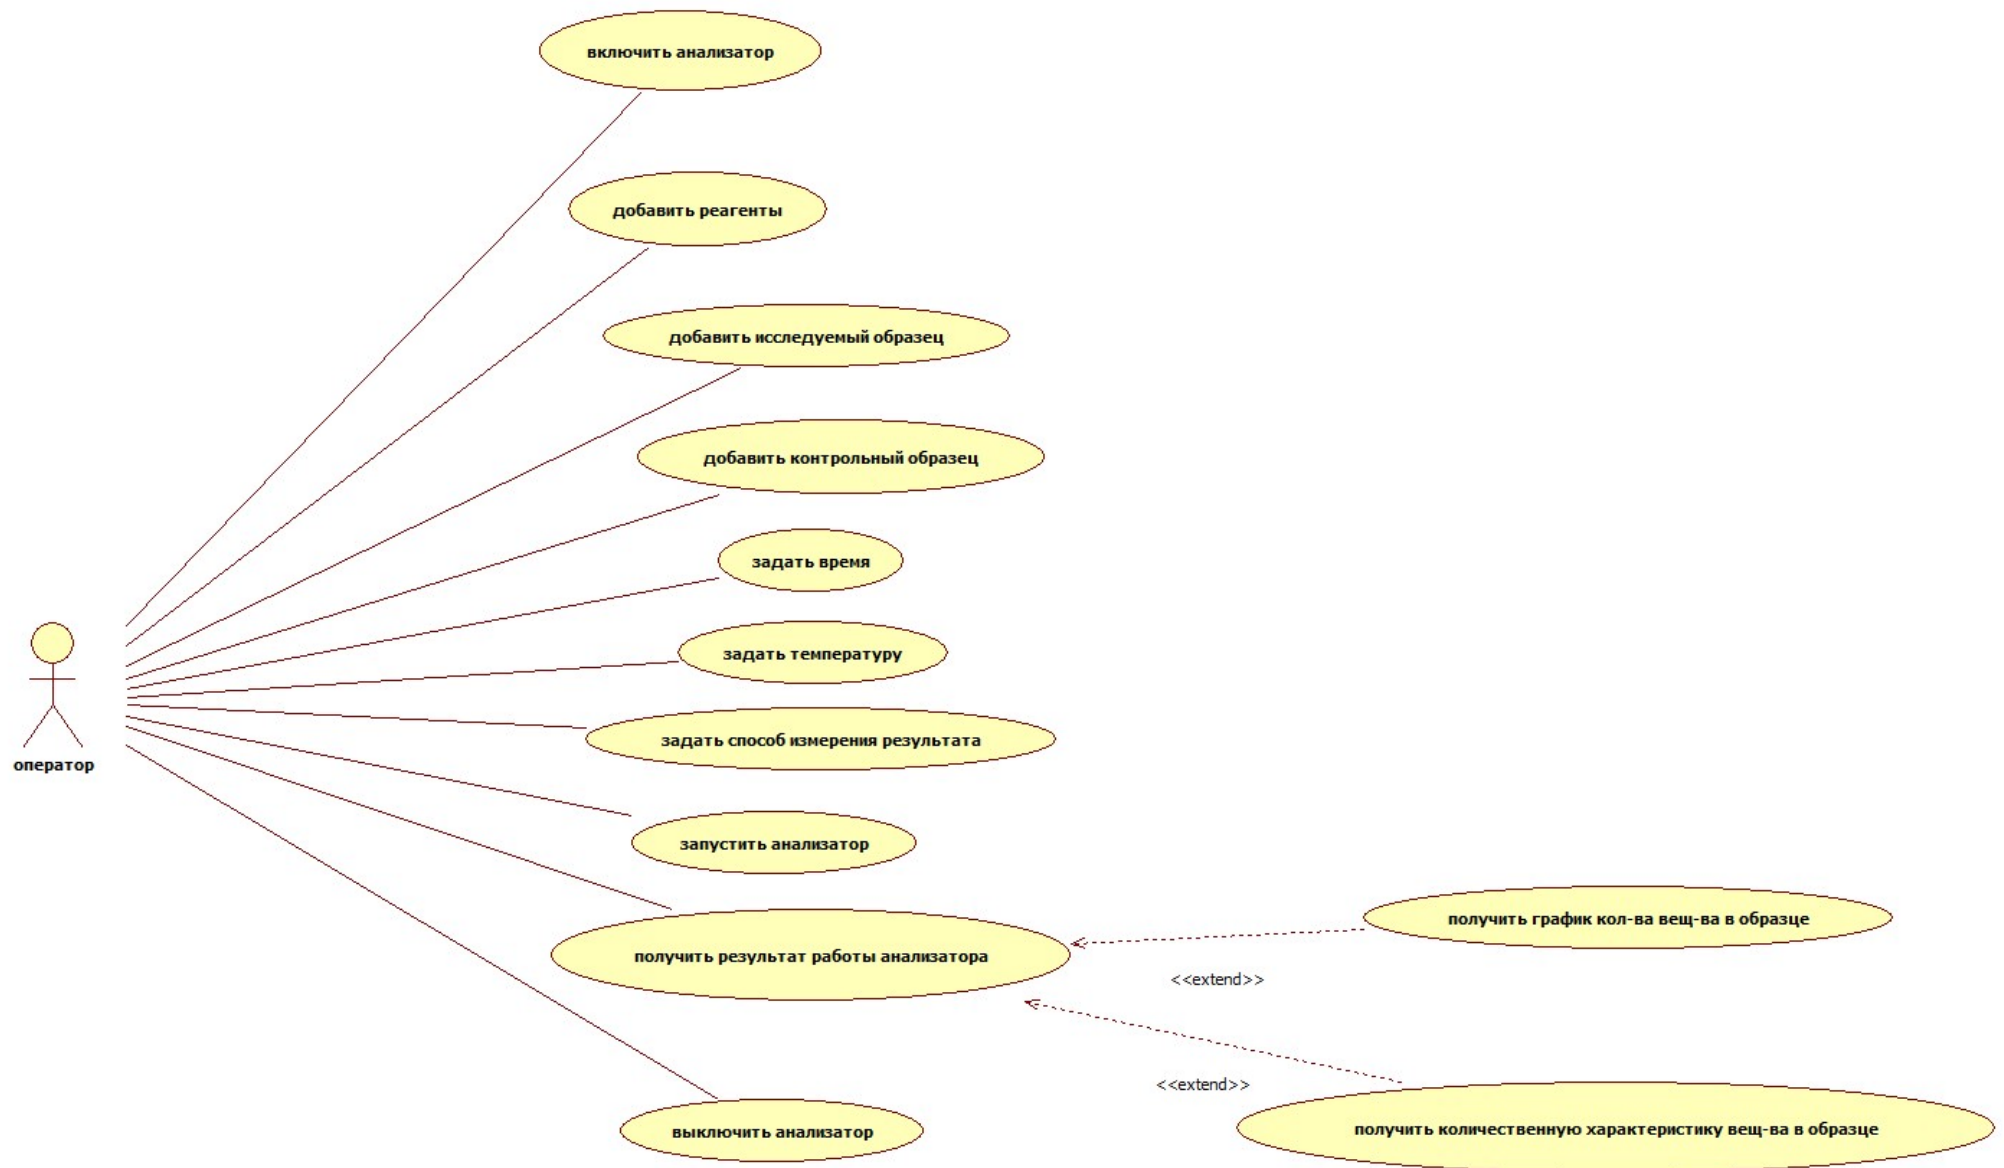 включить анализатор
добавить реагенты
добавить исследуемый образец
добавить контрольный образец
задать время
задать температуру
оператор
задать способ измерения результата
запустить анализатор
получить результат работы анализатора
получить график кол-ва вещ-ва в образце
<<extend>>
<<extend>>
получить количественную характеристику вещ-ва в образце
выключить анализатор